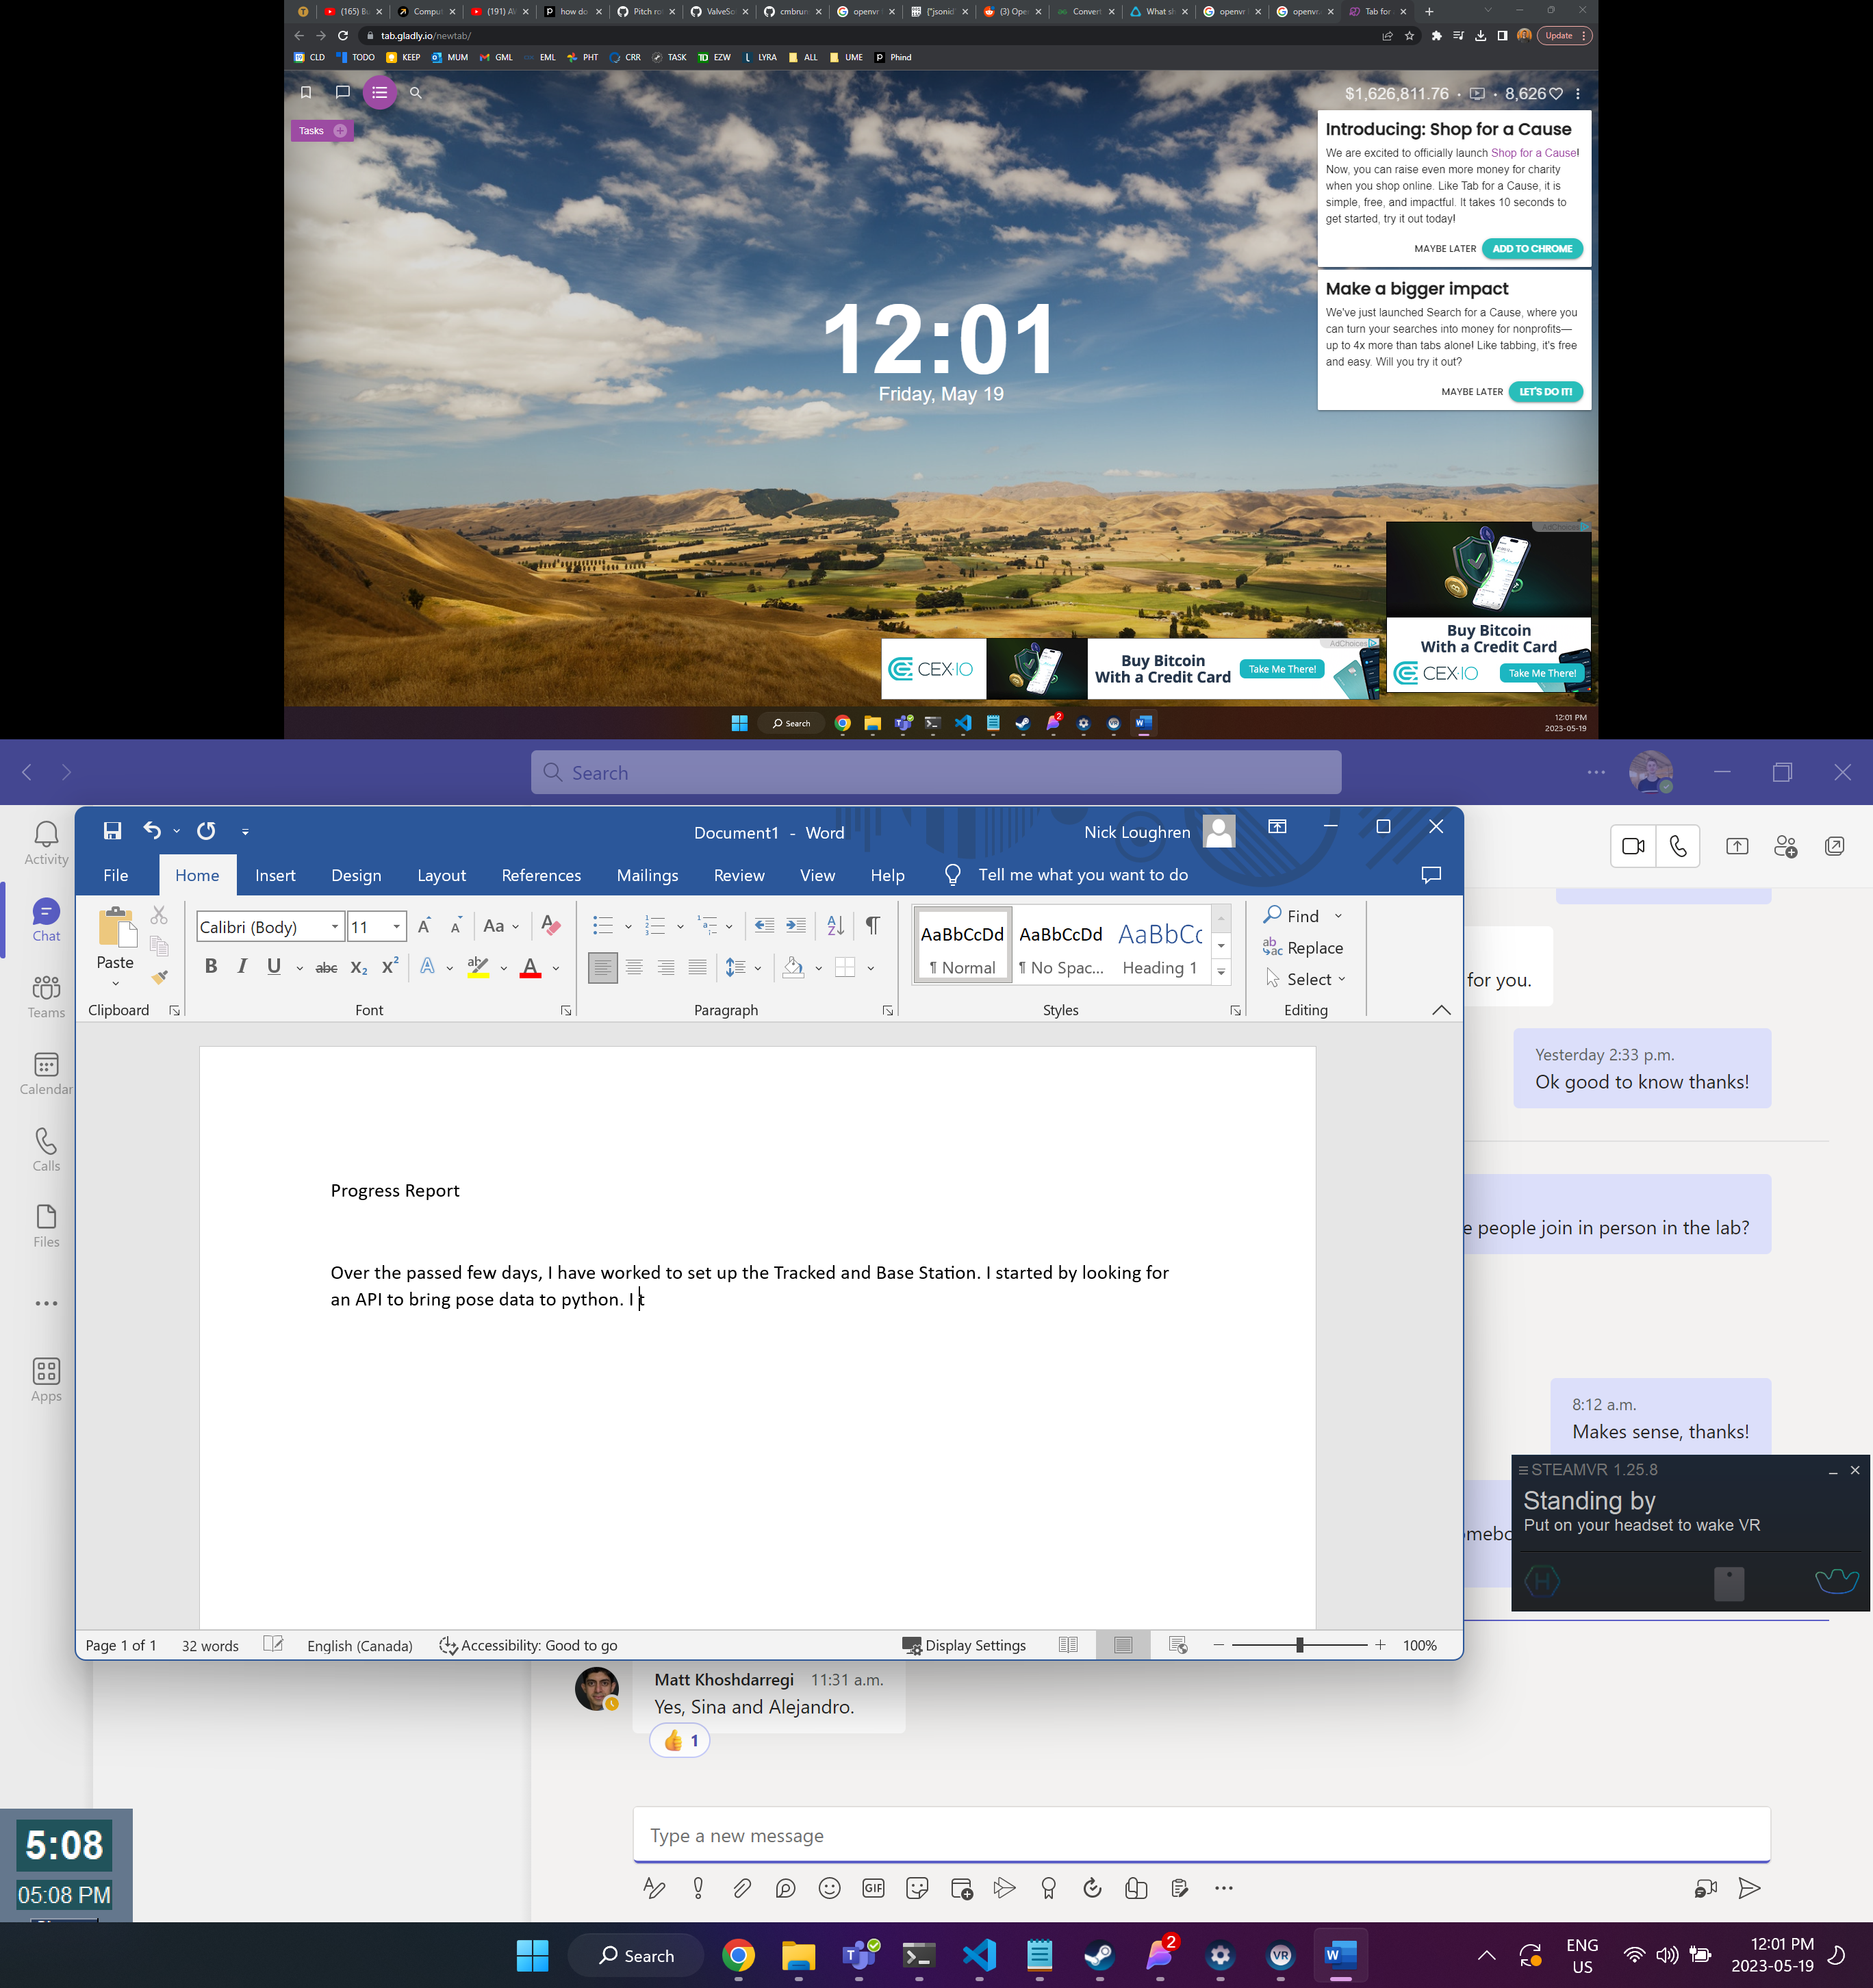 (165) B
Comput
(191) A
how do
Pitch ro
ValveSo
cmbrun
openvr
{"jsonid
(3) Ope
Convert
What sh
openvr
openvr.
Tab for
tab.gladly.io/newtab/
Update
CLD TODO KEEP MUM GML EML PHT CRR TASK EZW LYRA ALL UME Phind
$1,626,811.76 · · 8,626
Tasks
Introducing: Shop for a Cause
We are excited to officially launch Shop for a Cause!
Now, you can raise even more money for charity
when you shop online. Like Tab for a Cause, it is
simple, free, and impactful. It takes 10 seconds to
get started, try it out today!
MAYBE LATER ADD TO CHROME
Make a bigger impact
We've just launched Search for a Cause, where you
can turn your searches into money for nonprofits—
up to 4x more than tabs alone! Like tabbing, it's free
and easy. Will you try it out?
MAYBE LATER LET'S DO IT!
12:01
Friday, May 19
AdChoices
Buy Bitcoin
With a Credit Card
CEX·IO Take Me There!
AdChoices
CEX·IO
Buy Bitcoin
With a Credit Card
Take Me There!
Search
2
12:01 PM
2023-05-19
Search
Activity
Chat
Teams
Calendar
Calls
Files
Apps
Document1 - Word
Nick Loughren
File Home Insert Design Layout References Mailings Review View Help Tell me what you want to do
Paste
Clipboard
Calibri (Body) 11
Font
Paragraph
AaBbCcDd AaBbCcDd AaBbCc
¶ Normal ¶ No Spac... Heading 1
Styles
Find
Replace
Select
Editing
Progress Report
Over the passed few days, I have worked to set up the Tracked and Base Station. I started by looking for
an API to bring pose data to python. I t
Page 1 of 1 32 words English (Canada) Accessibility: Good to go Display Settings 100%
for you.
Yesterday 2:33 p.m.
Ok good to know thanks!
e people join in person in the lab?
8:12 a.m.
Makes sense, thanks!
STEAMVR 1.25.8
Standing by
Put on your headset to wake VR
Matt Khoshdarregi 11:31 a.m.
Yes, Sina and Alejandro.
1
Type a new message
GIF
5:08
05:08 PM
Search
2
ENG
US
12:01 PM
2023-05-19